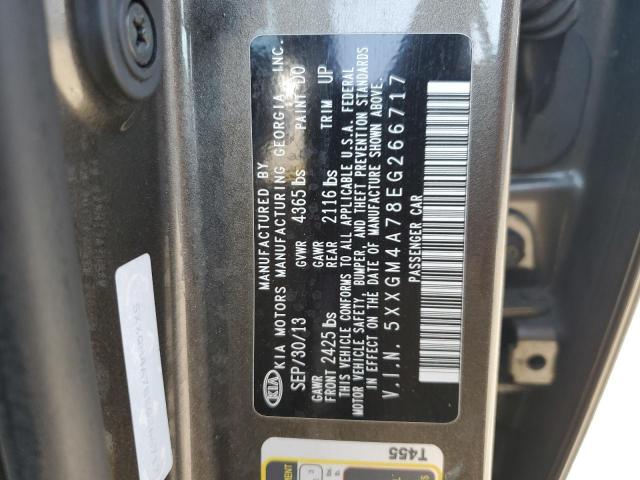 MANUFACTURED BY
KIA KIA MOTORS MANUFACTURING GEORGIA, INC.
SEP/30/13 GVWR 4365 lbs PAINT DO
GAWR FRONT 2425 lbs GAWR REAR 2116 lbs TRIM UP
THIS VEHICLE CONFORMS TO ALL APPLICABLE U.S.A. FEDERAL
MOTOR VEHICLE SAFETY, BUMPER, AND THEFT PREVENTION STANDARDS
IN EFFECT ON THE DATE OF MANUFACTURE SHOWN ABOVE.
V.I.N. 5XXGM4A78EG266717
PASSENGER CAR
T455